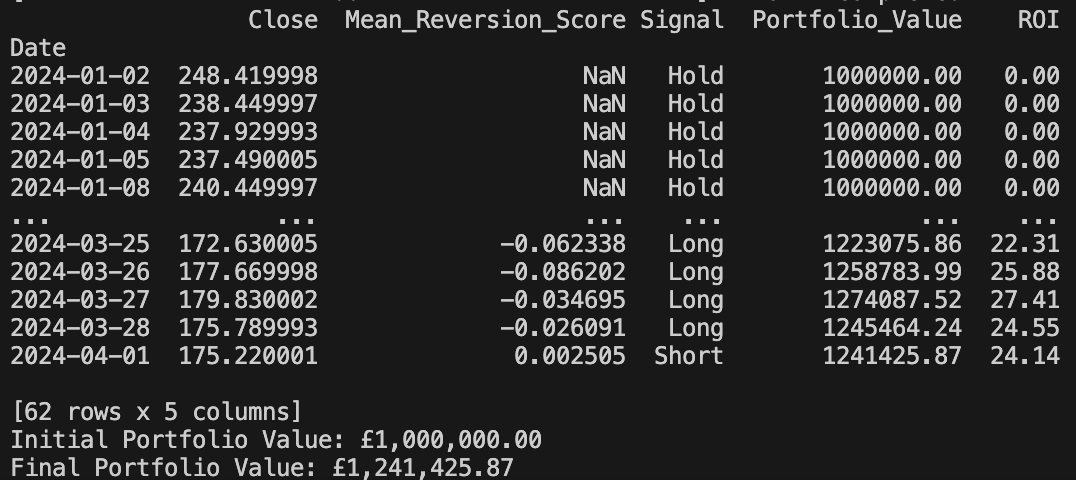 Close Mean_Reversion_Score Signal Portfolio_Value ROI
Date
2024-01-02 248.419998 NaN Hold 1000000.00 0.00
2024-01-03 238.449997 NaN Hold 1000000.00 0.00
2024-01-04 237.929993 NaN Hold 1000000.00 0.00
2024-01-05 237.490005 NaN Hold 1000000.00 0.00
2024-01-08 240.449997 NaN Hold 1000000.00 0.00
... ... ... ... ... ...
2024-03-25 172.630005 -0.062338 Long 1223075.86 22.31
2024-03-26 177.669998 -0.086202 Long 1258783.99 25.88
2024-03-27 179.830002 -0.034695 Long 1274087.52 27.41
2024-03-28 175.789993 -0.026091 Long 1245464.24 24.55
2024-04-01 175.220001 0.002505 Short 1241425.87 24.14
[62 rows x 5 columns]
Initial Portfolio Value: £1,000,000.00
Final Portfolio Value: £1,241,425.87